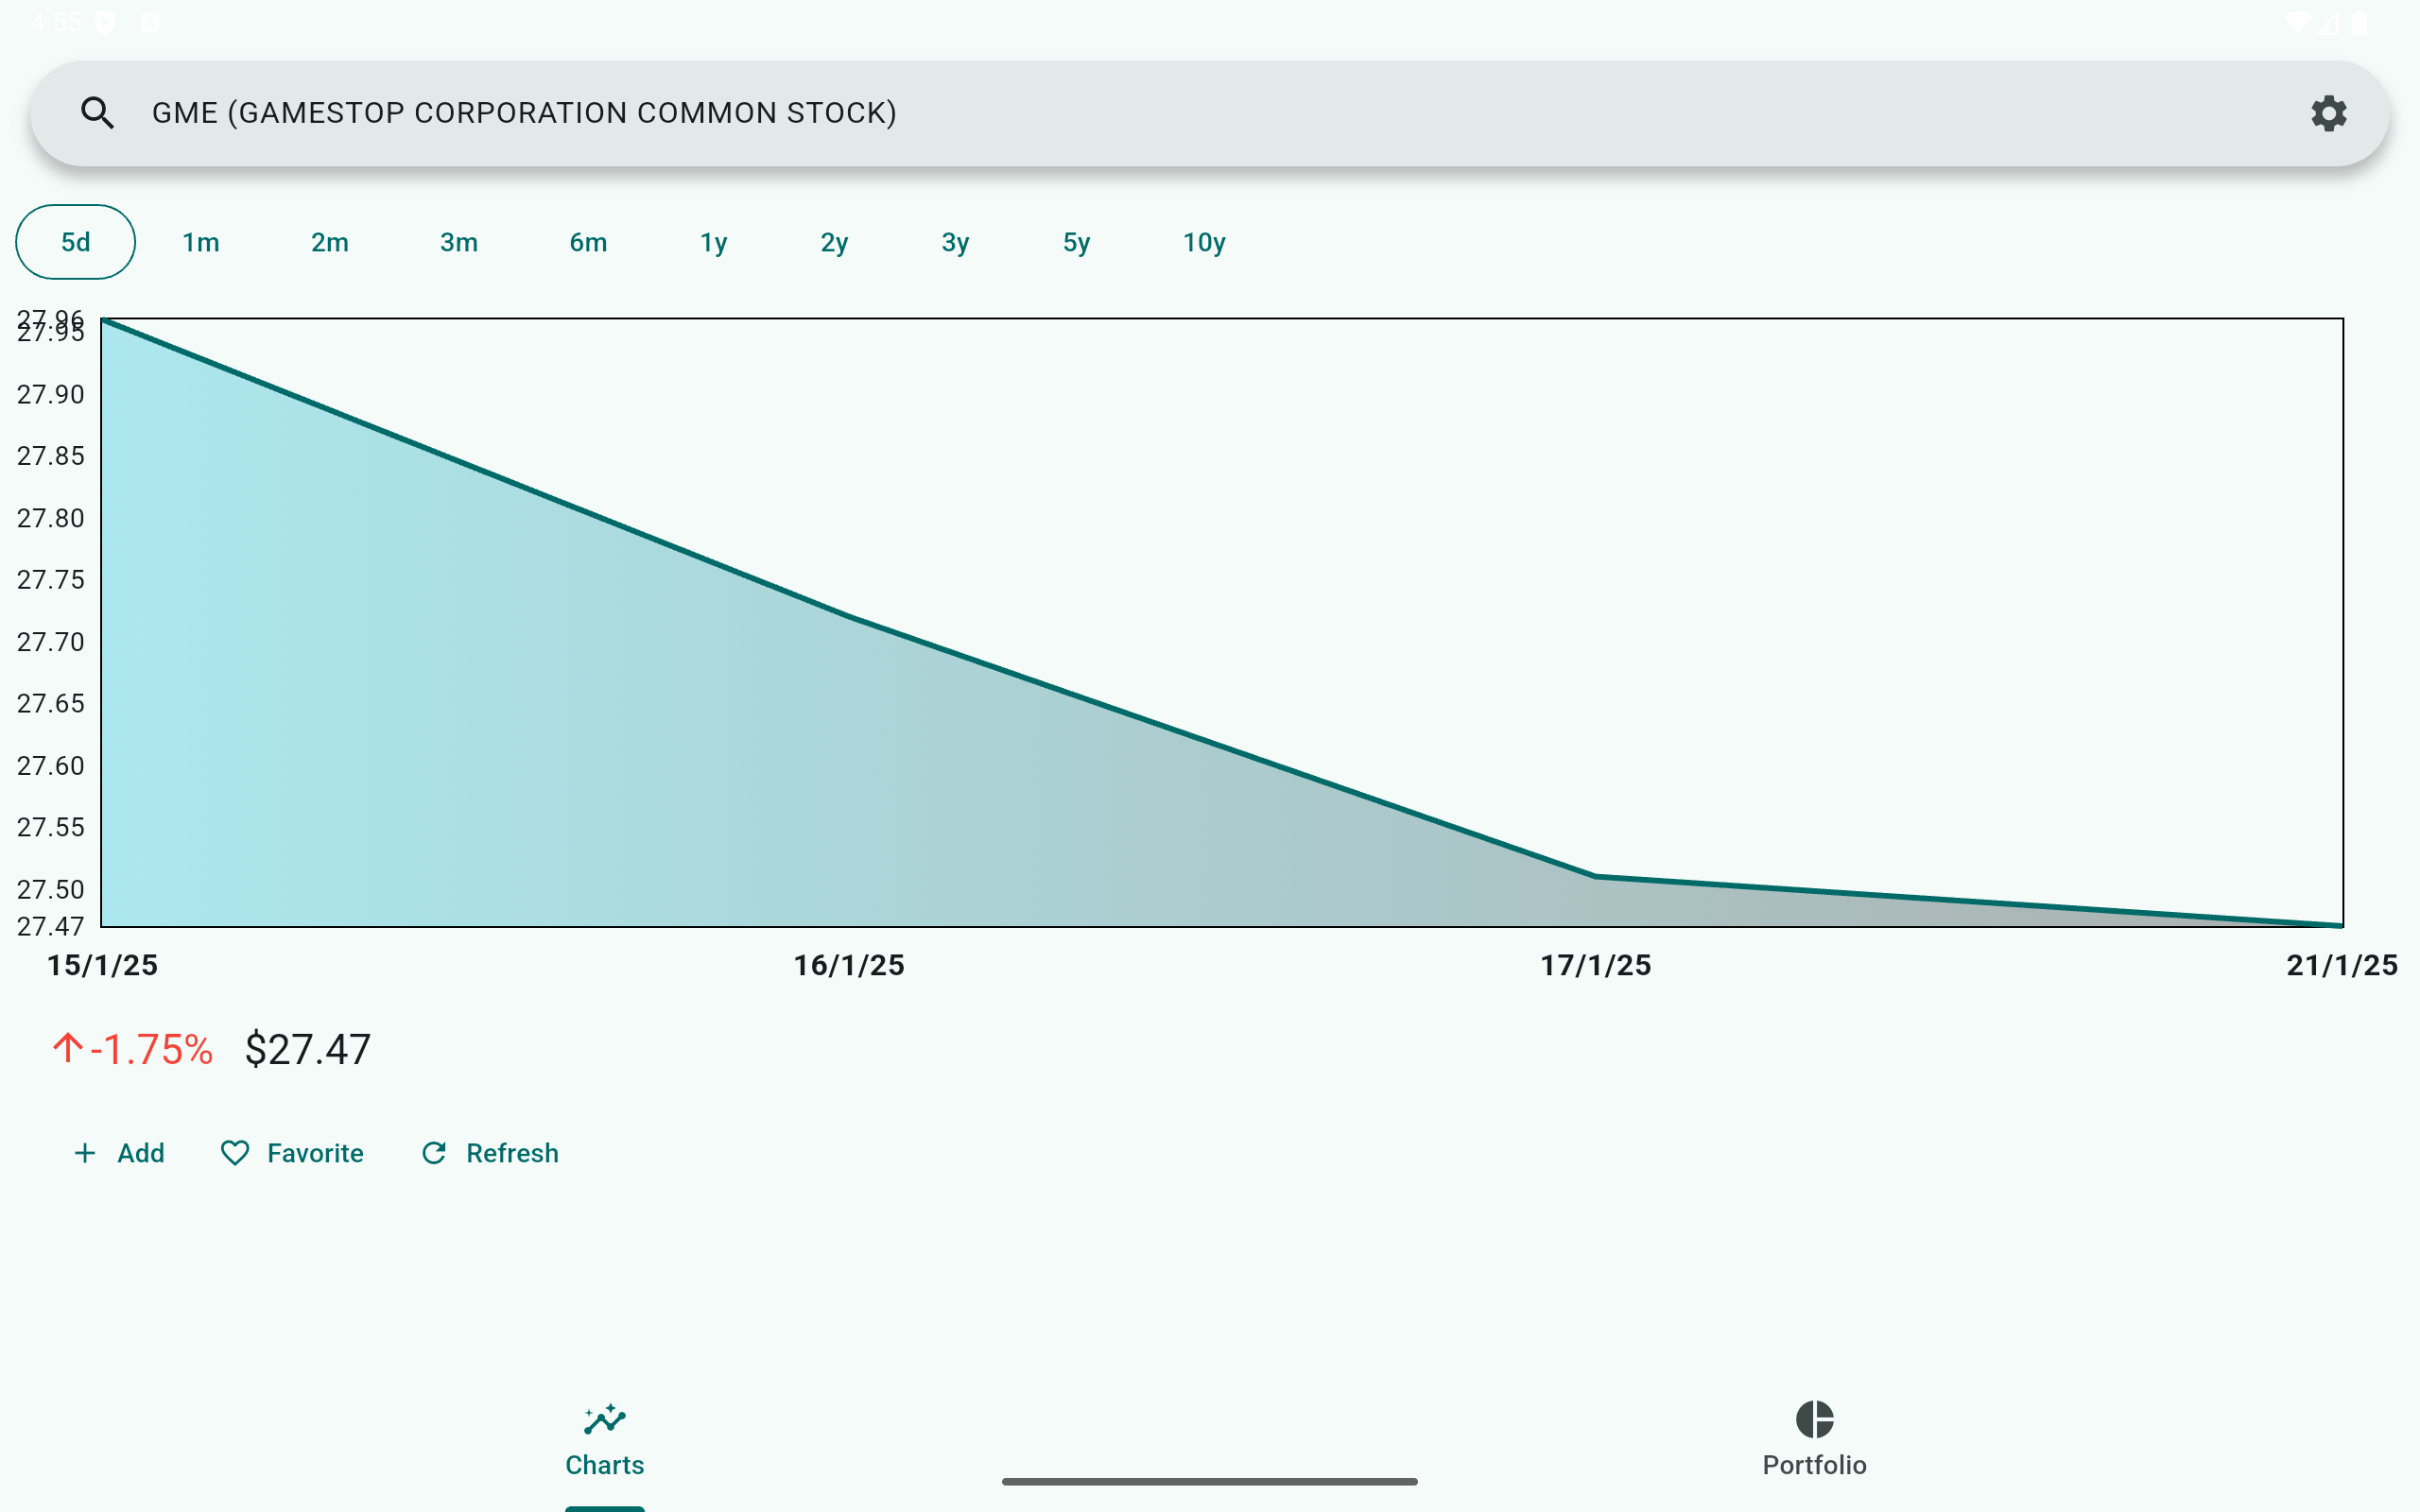 4:55
GME (GAMESTOP CORPORATION COMMON STOCK)
5d 1m 2m 3m 6m 1y 2y 3y 5y 10y
27.96
27.95
27.90
27.85
27.80
27.75
27.70
27.65
27.60
27.55
27.50
27.47
15/1/25 16/1/25 17/1/25 21/1/25
-1.75% $27.47
Add Favorite Refresh
Charts Portfolio